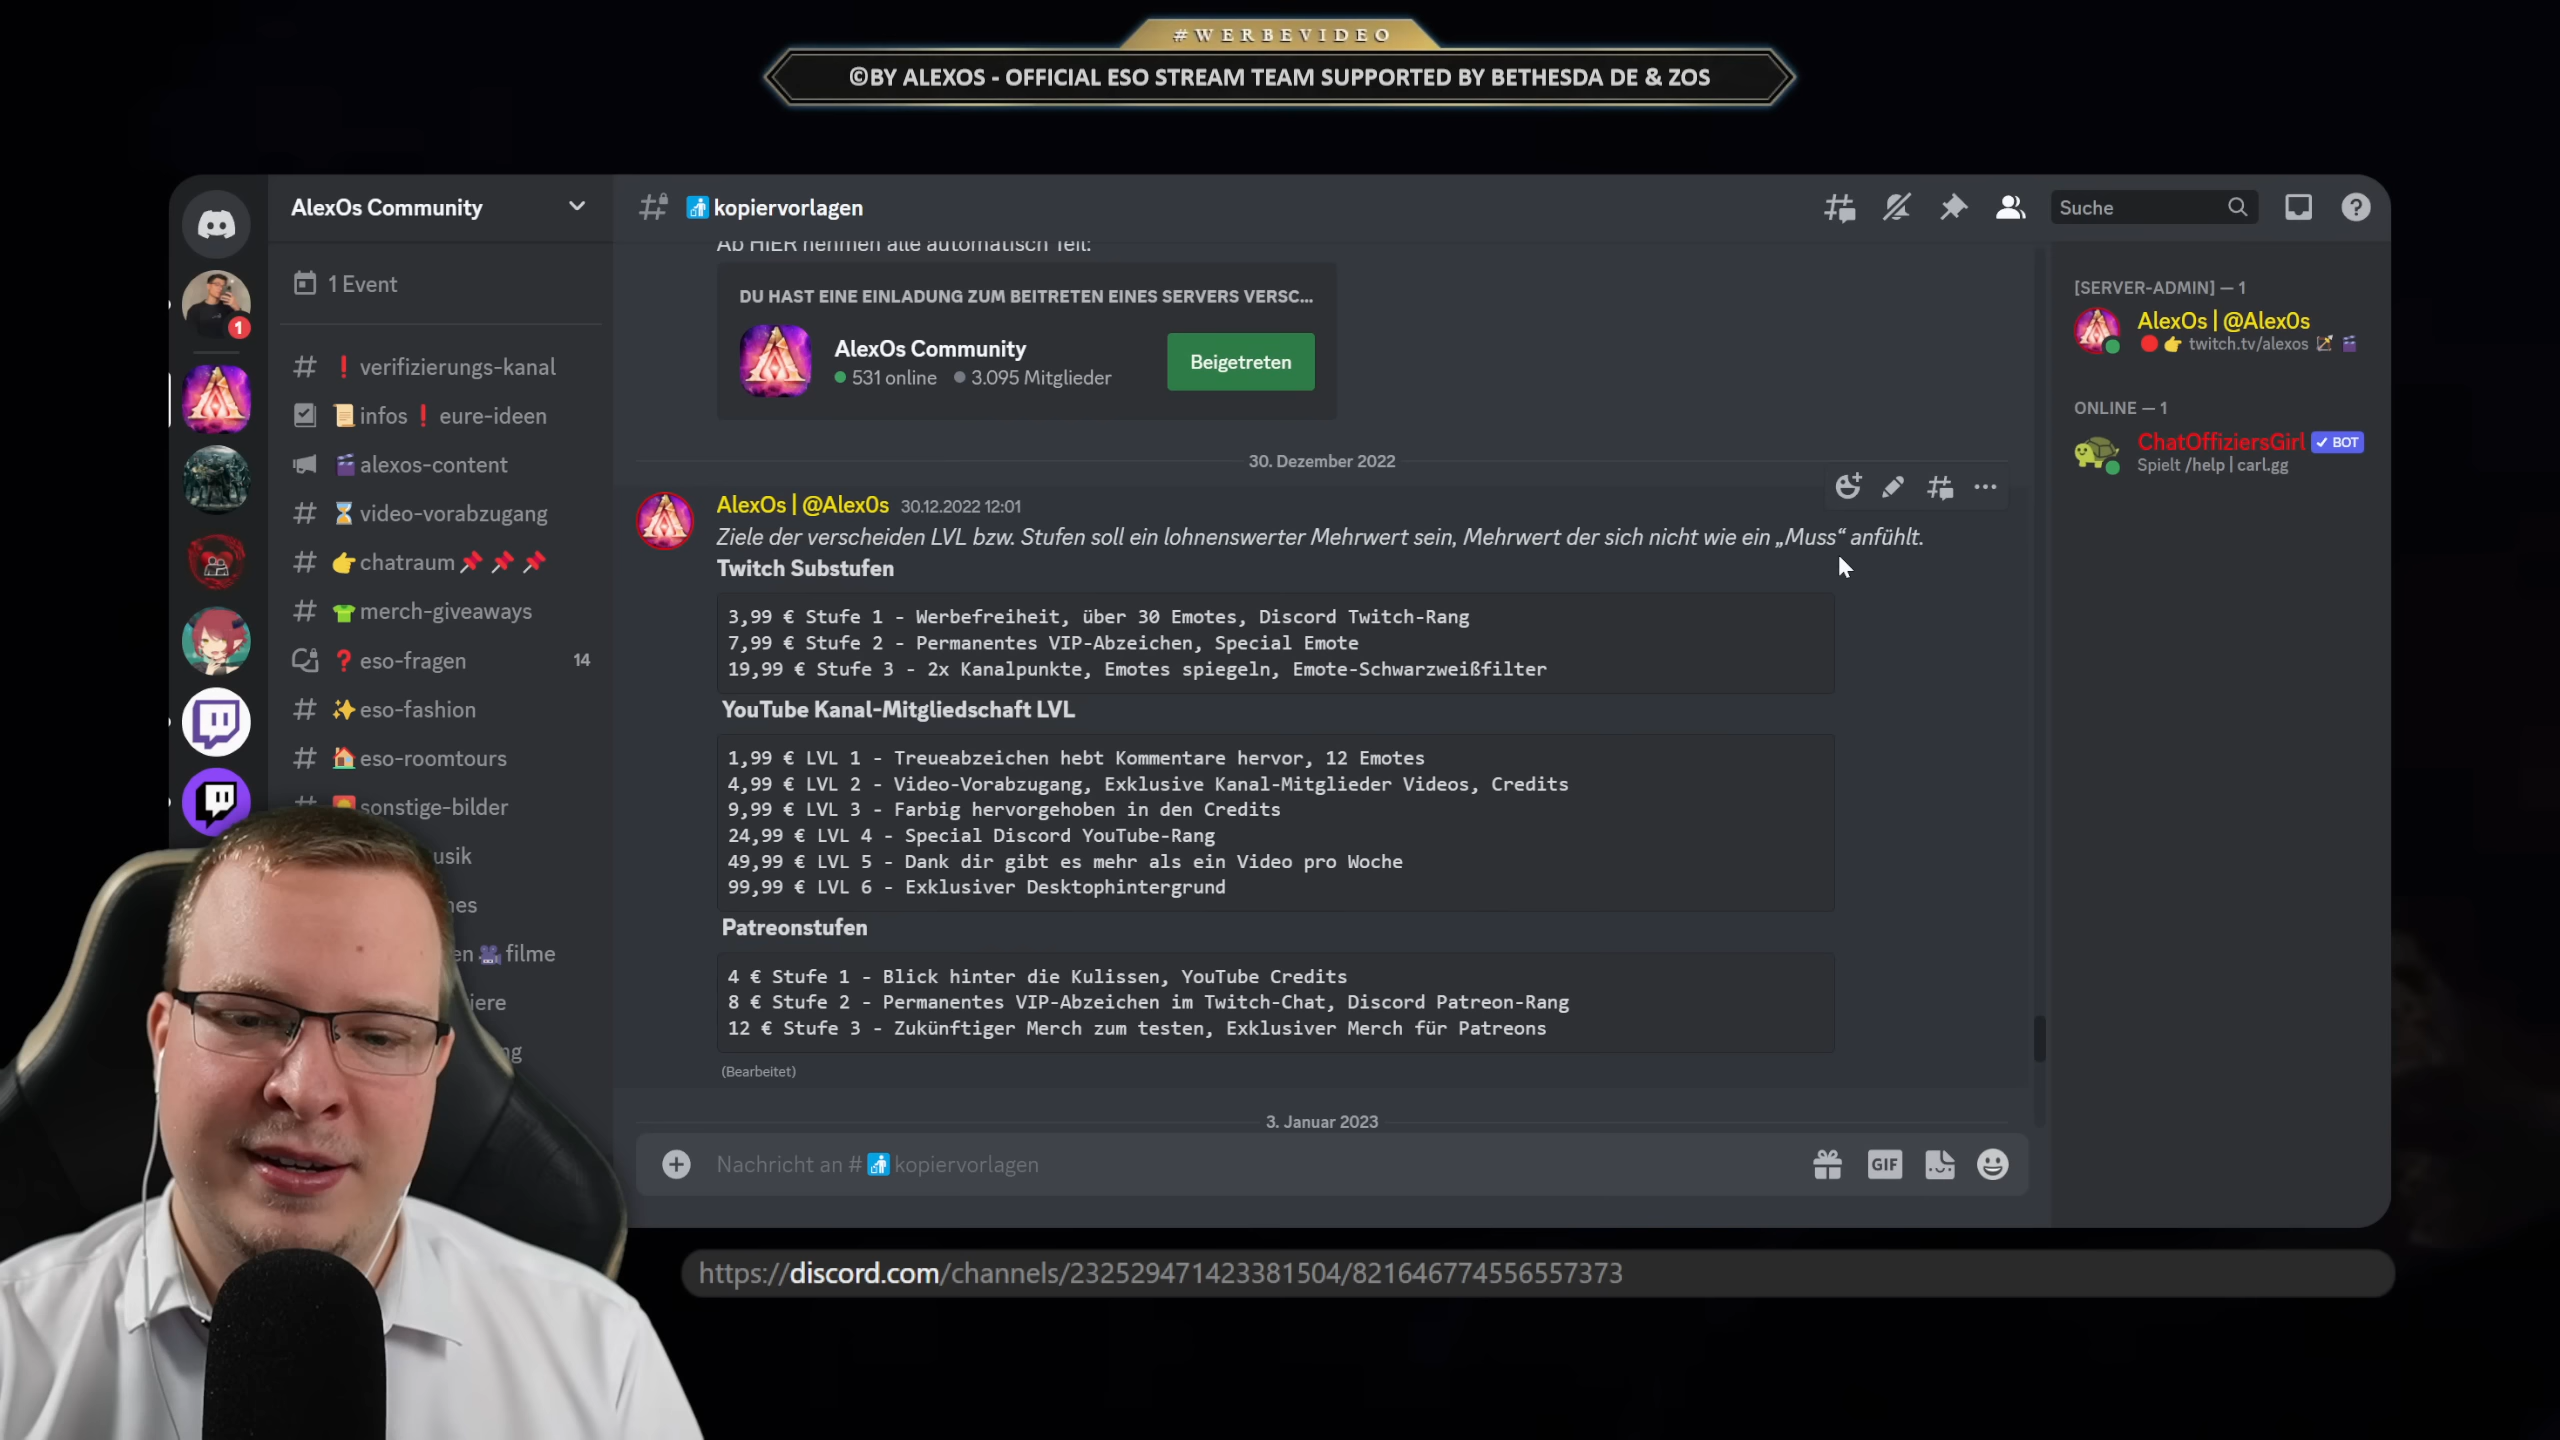 #WERBEVIDEO
©BY ALEXOS - OFFICIAL ESO STREAM TEAM SUPPORTED BY BETHESDA DE & ZOS
AlexOs Community
kopiervorlagen
Suche
1 Event
1
verifizierungs-kanal
infos❗eure-ideen
alexos-content
video-vorabzugang
chatraum
merch-giveaways
eso-fragen
14
eso-fashion
eso-roomtours
sonstige-bilder
usik
filme
Ab HIER nehmen alle automatisch Teil:
DU HAST EINE EINLADUNG ZUM BEITRETEN EINES SERVERS VERSC...
AlexOs Community
531 online 3.095 Mitglieder
Beigetreten
30. Dezember 2022
AlexOs | @Alex0s 30.12.2022 12:01
Ziele der verscheiden LVL bzw. Stufen soll ein lohnenswerter Mehrwert sein, Mehrwert der sich nicht wie ein „Muss“ anfühlt.
Twitch Substufen
3,99 € Stufe 1 - Werbefreiheit, über 30 Emotes, Discord Twitch-Rang
7,99 € Stufe 2 - Permanentes VIP-Abzeichen, Special Emote
19,99 € Stufe 3 - 2x Kanalpunkte, Emotes spiegeln, Emote-Schwarzweißfilter
YouTube Kanal-Mitgliedschaft LVL
1,99 € LVL 1 - Treueabzeichen hebt Kommentare hervor, 12 Emotes
4,99 € LVL 2 - Video-Vorabzugang, Exklusive Kanal-Mitglieder Videos, Credits
9,99 € LVL 3 - Farbig hervorgehoben in den Credits
24,99 € LVL 4 - Special Discord YouTube-Rang
49,99 € LVL 5 - Dank dir gibt es mehr als ein Video pro Woche
99,99 € LVL 6 - Exklusiver Desktophintergrund
Patreonstufen
4 € Stufe 1 - Blick hinter die Kulissen, YouTube Credits
8 € Stufe 2 - Permanentes VIP-Abzeichen im Twitch-Chat, Discord Patreon-Rang
12 € Stufe 3 - Zukünftiger Merch zum testen, Exklusiver Merch für Patreons
(Bearbeitet)
3. Januar 2023
Nachricht an # kopiervorlagen
GIF
[SERVER-ADMIN] — 1
AlexOs | @Alex0s
twitch.tv/alexos
ONLINE — 1
ChatOffiziersGirl ✓ BOT
Spielt /help | carl.gg
https://discord.com/channels/232529471423381504/821646774556557373